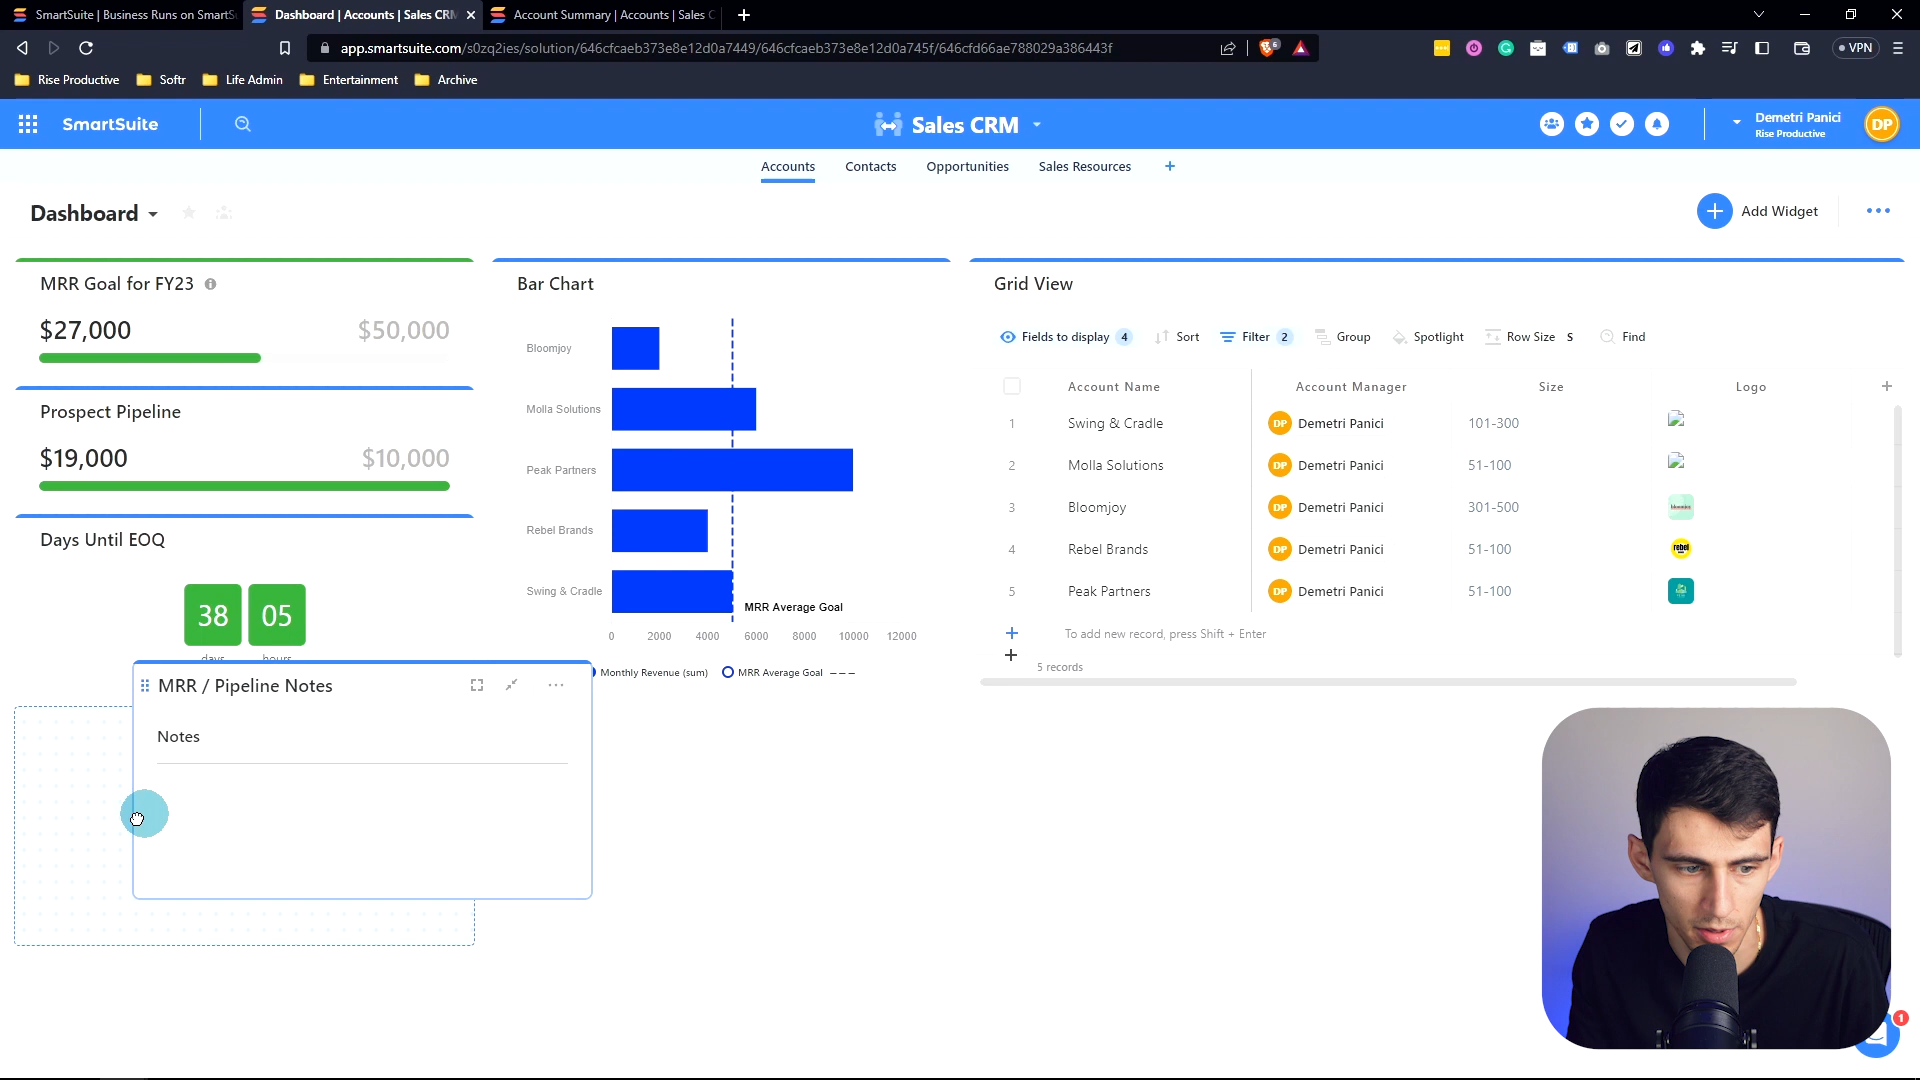 SmartSuite | Business Runs on SmartS
Dashboard | Accounts | Sales CRM
Account Summary | Accounts | Sales C
app.smartsuite.com/s0zq2ies/solution/646cfcaeb373e8e12d0a7449/646cfcaeb373e8e12d0a745f/646cfd66ae788029a386443f
VPN
Rise Productive
Softr
Life Admin
Entertainment
Archive
SmartSuite
Sales CRM
Demetri Panici
Rise Productive
DP
Accounts
Contacts
Opportunities
Sales Resources
Dashboard
Add Widget
MRR Goal for FY23
$27,000
$50,000
Prospect Pipeline
$19,000
$10,000
Days Until EOQ
38
05
days
hours
MRR / Pipeline Notes
Notes
Bar Chart
Bloomjoy
Molla Solutions
Peak Partners
Rebel Brands
Swing & Cradle
MRR Average Goal
0 2000 4000 6000 8000 10000 12000
Monthly Revenue (sum)
MRR Average Goal
Grid View
Fields to display 4
Sort
Filter 2
Group
Spotlight
Row Size S
Find
Account Name
Account Manager
Size
Logo
1 Swing & Cradle DP Demetri Panici 101-300
2 Molla Solutions DP Demetri Panici 51-100
3 Bloomjoy DP Demetri Panici 301-500
4 Rebel Brands DP Demetri Panici 51-100 rebel
5 Peak Partners DP Demetri Panici 51-100
To add new record, press Shift + Enter
5 records
1